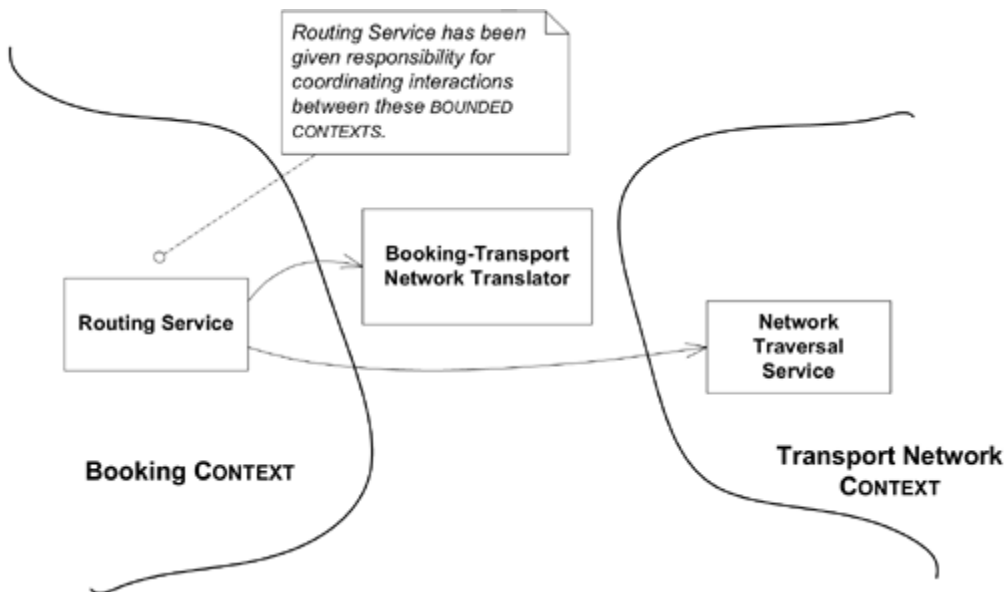 Routing Service has been
given responsibility for
coordinating interactions
between these BOUNDED
CONTEXTS.
Booking-Transport
Network Translator
Routing Service
Network
Traversal
Service
Booking CONTEXT
Transport Network
CONTEXT